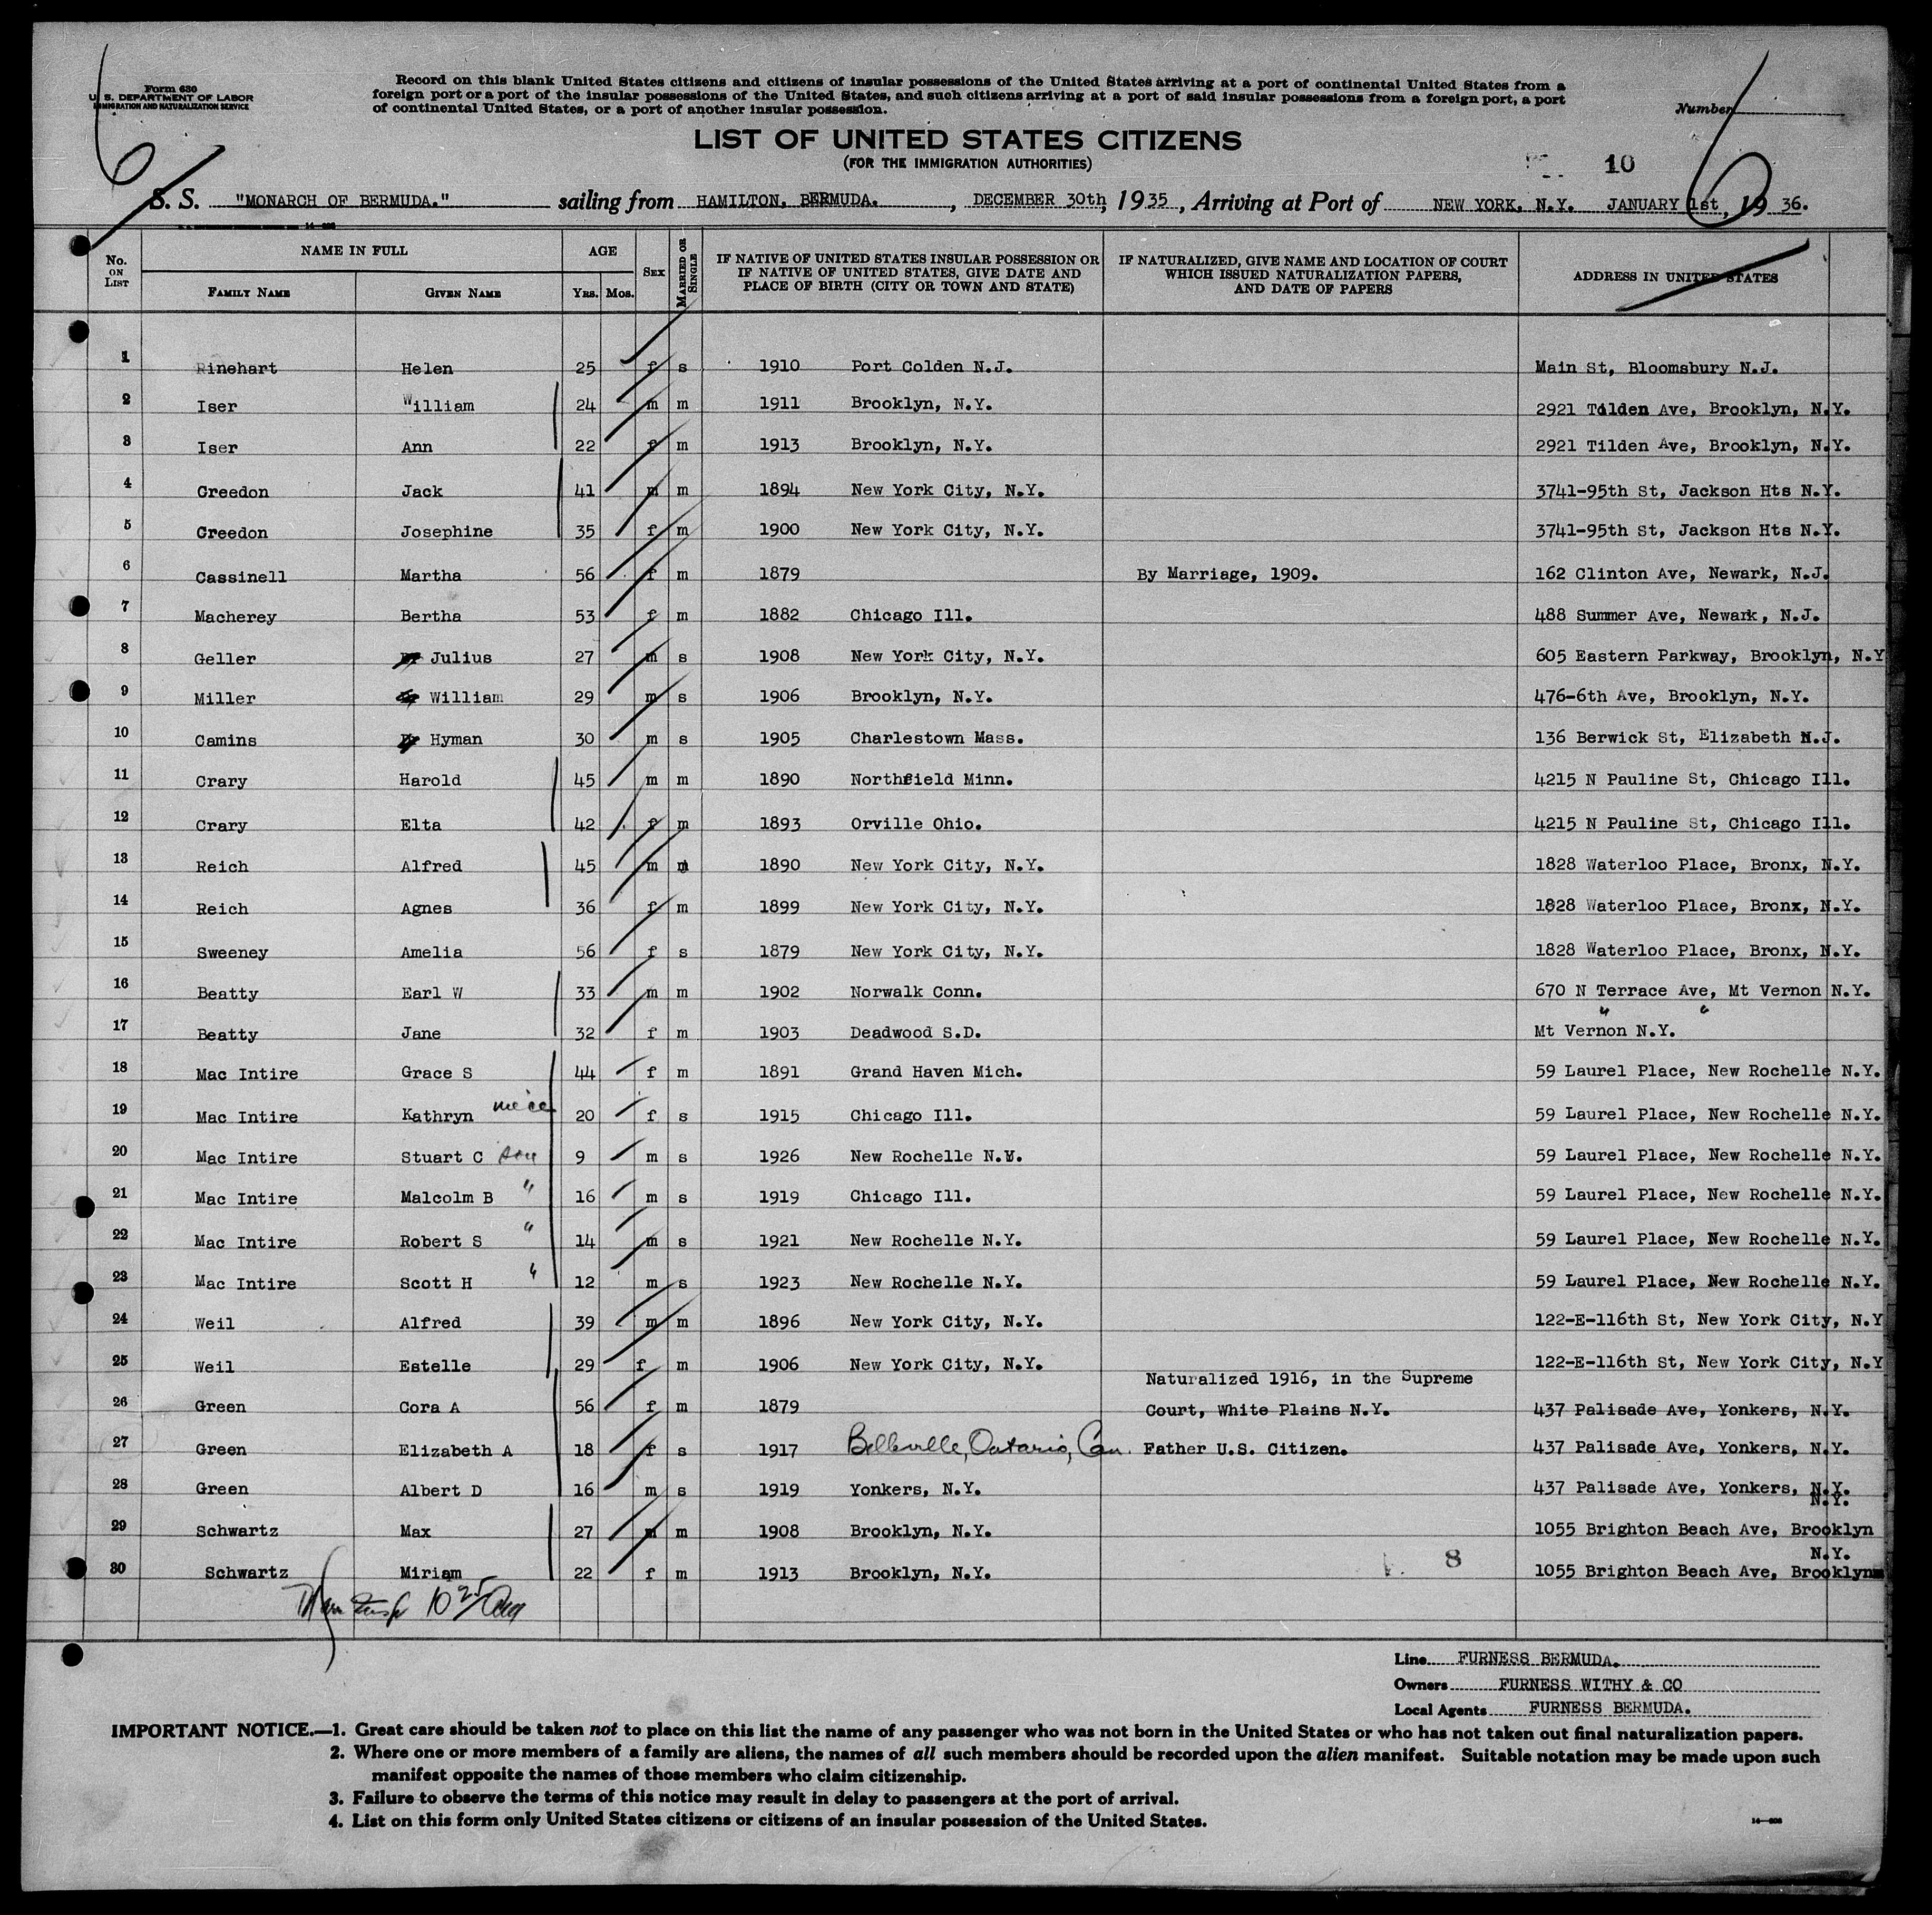 Form 630
U. S. DEPARTMENT OF LABOR
IMMIGRATION AND NATURALIZATION SERVICE
Record on this blank United States citizens and citizens of insular possessions of the United States arriving at a port of continental United States from a
foreign port or a port of the insular possessions of the United States, and such citizens arriving at a port of said insular possessions from a foreign port, a port
of continental United States, or a port of another insular possession.
Number
LIST OF UNITED STATES CITIZENS
(FOR THE IMMIGRATION AUTHORITIES)
10
S. S. "MONARCH OF BERMUDA." sailing from HAMILTON, BERMUDA. , DECEMBER 30th, 1935, Arriving at Port of NEW YORK, N.Y. JANUARY 1st, 19 36.
No. ON LIST
NAME IN FULL
FAMILY NAME
GIVEN NAME
AGE
YRS. MOS.
SEX
MARRIED OR SINGLE
IF NATIVE OF UNITED STATES INSULAR POSSESSION OR
IF NATIVE OF UNITED STATES, GIVE DATE AND
PLACE OF BIRTH (CITY OR TOWN AND STATE)
IF NATURALIZED, GIVE NAME AND LOCATION OF COURT
WHICH ISSUED NATURALIZATION PAPERS,
AND DATE OF PAPERS
ADDRESS IN UNITED STATES
1 Rinehart Helen 25 f s 1910 Port Colden N.J. Main St, Bloomsbury N.J.
2 Iser William 24 m m 1911 Brooklyn, N.Y. 2921 Tilden Ave, Brooklyn, N.Y.
3 Iser Ann 22 f m 1913 Brooklyn, N.Y. 2921 Tilden Ave, Brooklyn, N.Y.
4 Greedon Jack 41 m m 1894 New York City, N.Y. 3741-95th St, Jackson Hts N.Y.
5 Greedon Josephine 35 f m 1900 New York City, N.Y. 3741-95th St, Jackson Hts N.Y.
6 Cassinell Martha 56 f m 1879 By Marriage, 1909. 162 Clinton Ave, Newark, N.J.
7 Macherey Bertha 53 f m 1882 Chicago Ill. 488 Summer Ave, Newark, N.J.
8 Geller Julius 27 m s 1908 New York City, N.Y. 605 Eastern Parkway, Brooklyn, N.Y
9 Miller William 29 m s 1906 Brooklyn, N.Y. 476-6th Ave, Brooklyn, N.Y.
10 Camins Hyman 30 m s 1905 Charlestown Mass. 136 Berwick St, Elizabeth N.J.
11 Crary Harold 45 m m 1890 Northfield Minn. 4215 N Pauline St, Chicago Ill.
12 Crary Elta 42 f m 1893 Orville Ohio. 4215 N Pauline St, Chicago Ill.
13 Reich Alfred 45 m m 1890 New York City, N.Y. 1828 Waterloo Place, Bronx, N.Y.
14 Reich Agnes 36 f m 1899 New York City, N.Y. 1828 Waterloo Place, Bronx, N.Y.
15 Sweeney Amelia 56 f s 1879 New York City, N.Y. 1828 Waterloo Place, Bronx, N.Y.
16 Beatty Earl W 33 m m 1902 Norwalk Conn. 670 N Terrace Ave, Mt Vernon N.Y.
" "
17 Beatty Jane 32 f m 1903 Deadwood S.D. Mt Vernon N.Y.
18 Mac Intire Grace S 44 f m 1891 Grand Haven Mich. 59 Laurel Place, New Rochelle N.Y.
19 Mac Intire Kathryn niece 20 f s 1915 Chicago Ill. 59 Laurel Place, New Rochelle N.Y.
20 Mac Intire Stuart C son 9 m s 1926 New Rochelle N.Y. 59 Laurel Place, New Rochelle N.Y.
21 Mac Intire Malcolm B " 16 m s 1919 Chicago Ill. 59 Laurel Place, New Rochelle N.Y.
22 Mac Intire Robert S " 14 m s 1921 New Rochelle N.Y. 59 Laurel Place, New Rochelle N.Y.
23 Mac Intire Scott H " 12 m s 1923 New Rochelle N.Y. 59 Laurel Place, New Rochelle N.Y.
24 Weil Alfred 39 m m 1896 New York City, N.Y. 122-E-116th St, New York City, N.Y
25 Weil Estelle 29 f m 1906 New York City, N.Y. 122-E-116th St, New York City, N.Y
Naturalized 1916, in the Supreme
26 Green Cora A 56 f m 1879 Court, White Plains N.Y. 437 Palisade Ave, Yonkers, N.Y.
27 Green Elizabeth A 18 f s 1917 Belleville, Ontario, Can. Father U.S. Citizen. 437 Palisade Ave, Yonkers, N.Y.
28 Green Albert D 16 m s 1919 Yonkers, N.Y. 437 Palisade Ave, Yonkers, N.Y.
N.Y.
29 Schwartz Max 27 m m 1908 Brooklyn, N.Y. 1055 Brighton Beach Ave, Brooklyn
8 N.Y.
30 Schwartz Miriam 22 f m 1913 Brooklyn, N.Y. 1055 Brighton Beach Ave, Brooklyn
10 25
Line FURNESS BERMUDA.
Owners FURNESS WITHY & CO
Local Agents FURNESS BERMUDA.
IMPORTANT NOTICE.—1. Great care should be taken not to place on this list the name of any passenger who was not born in the United States or who has not taken out final naturalization papers.
2. Where one or more members of a family are aliens, the names of all such members should be recorded upon the alien manifest. Suitable notation may be made upon such
manifest opposite the names of those members who claim citizenship.
3. Failure to observe the terms of this notice may result in delay to passengers at the port of arrival.
4. List on this form only United States citizens or citizens of an insular possession of the United States.